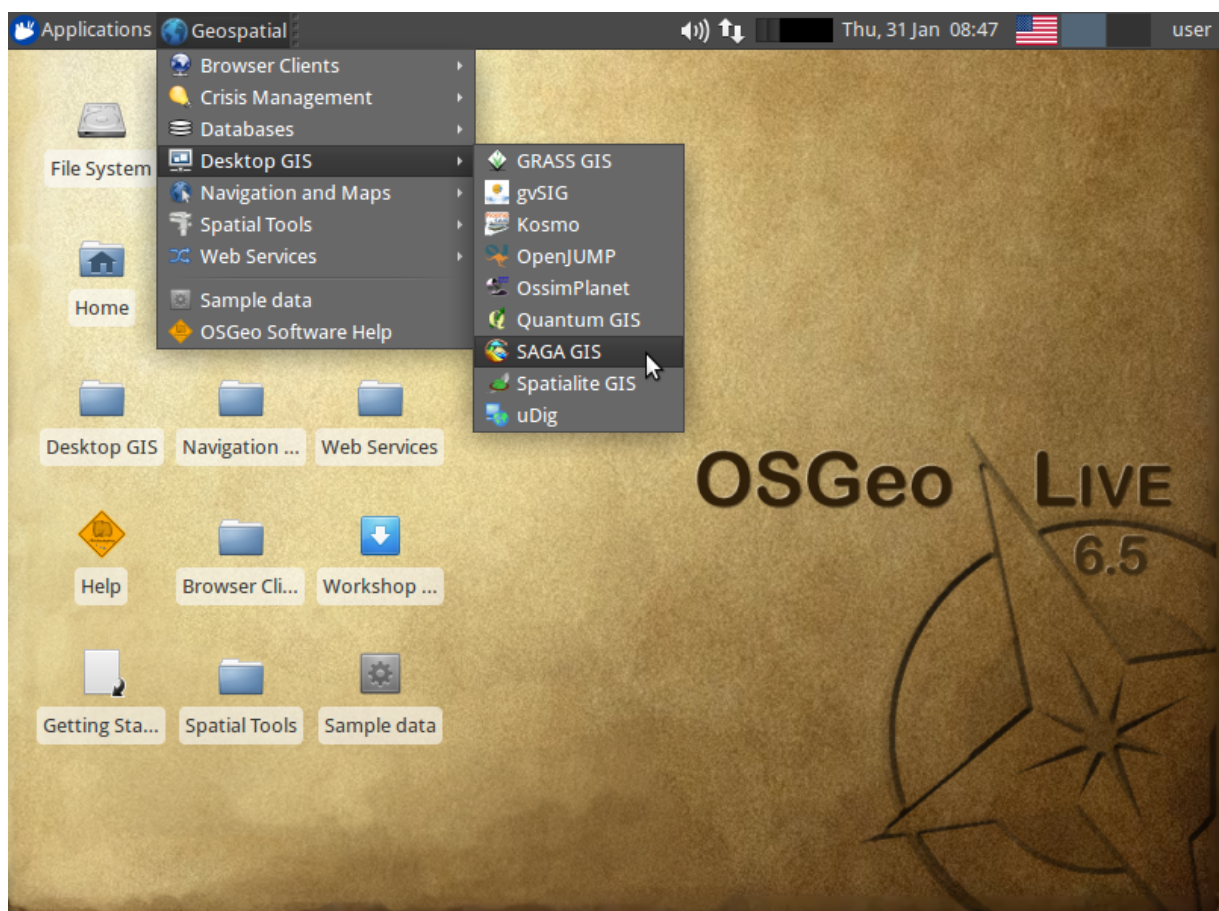 Applications Geospatial Thu, 31 Jan 08:47 user
Browser Clients
Crisis Management
Databases
Desktop GIS
Navigation and Maps
Spatial Tools
Web Services
Sample data
OSGeo Software Help
GRASS GIS
gvSIG
Kosmo
OpenJUMP
OssimPlanet
Quantum GIS
SAGA GIS
Spatialite GIS
uDig
File System
Home
Desktop GIS Navigation ... Web Services
Help Browser Cli... Workshop ...
Getting Sta... Spatial Tools Sample data
OSGeo LIVE
6.5